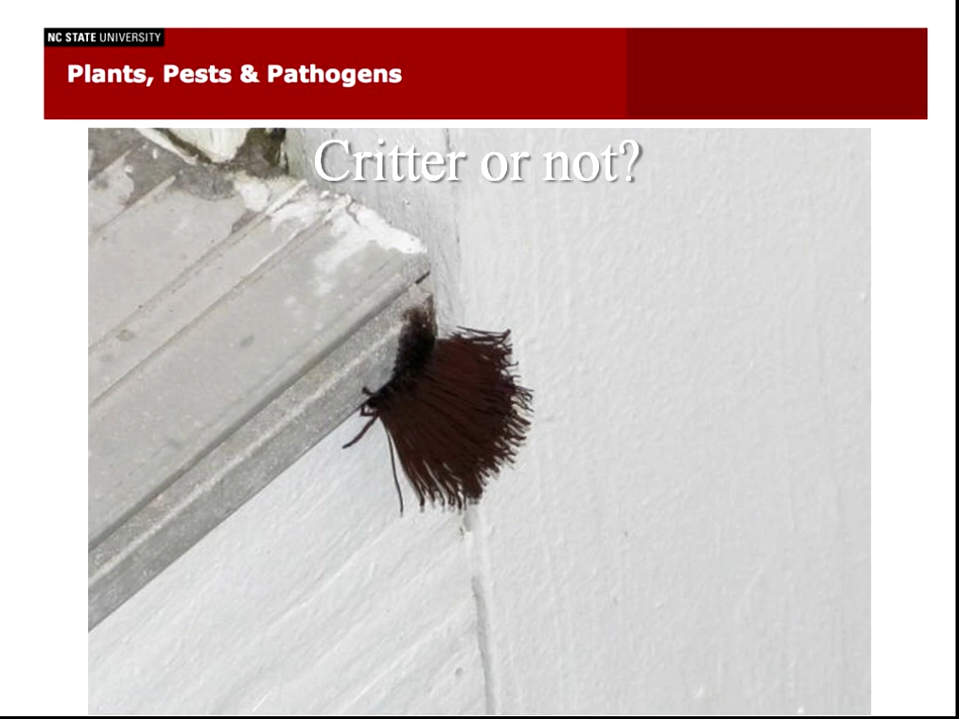 NC STATE UNIVERSITY
Plants, Pests & Pathogens
Critter or not?